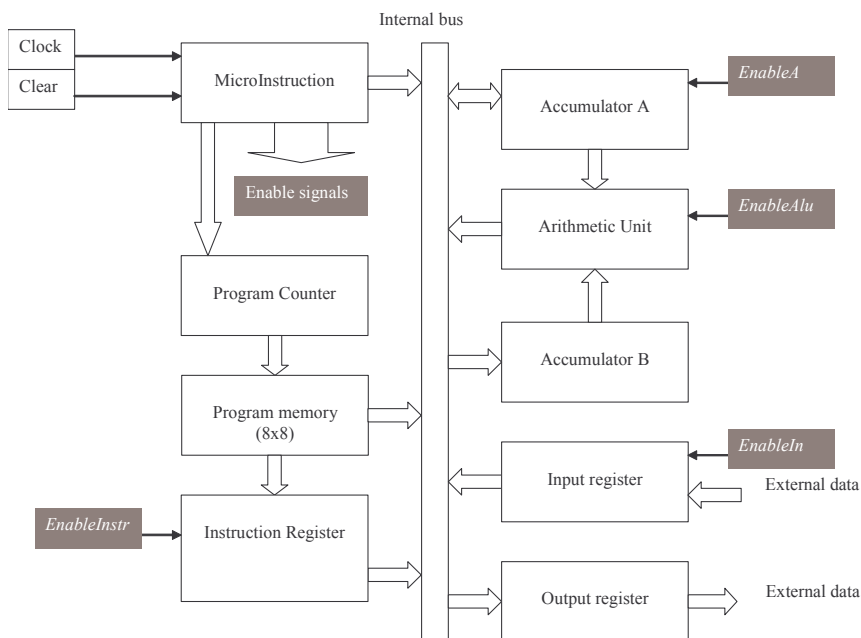 Internal bus
Clock
Clear
MicroInstruction
Enable signals
Program Counter
Program memory
(8x8)
EnableInstr
Instruction Register
EnableA
Accumulator A
EnableAlu
Arithmetic Unit
Accumulator B
EnableIn
Input register
External data
Output register
External data